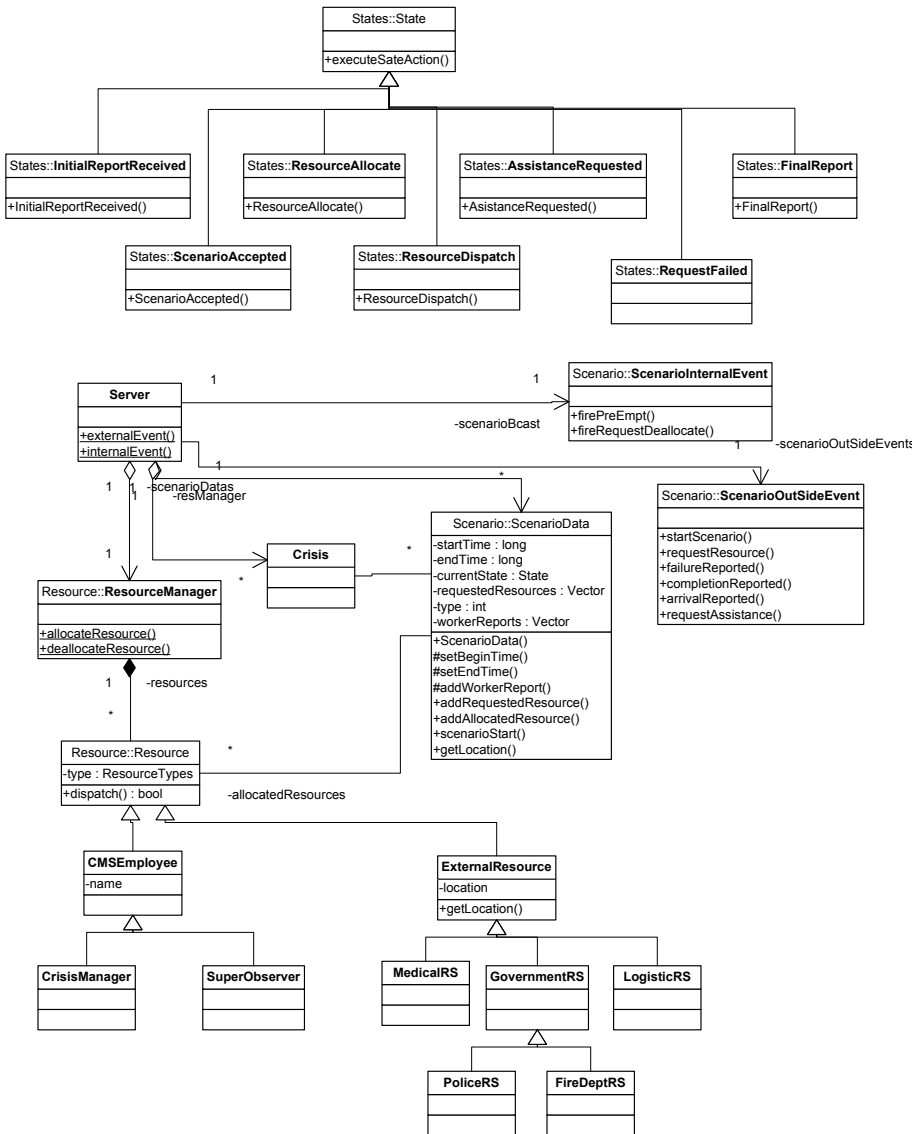 States::State
+executeSateAction()
States::InitialReportReceived
+InitialReportReceived()
States::ResourceAllocate
+ResourceAllocate()
States::AssistanceRequested
+AsistanceRequested()
States::FinalReport
+FinalReport()
States::ScenarioAccepted
+ScenarioAccepted()
States::ResourceDispatch
+ResourceDispatch()
States::RequestFailed
Server
+externalEvent()
+internalEvent()
1
1
-scenarioBcast
Scenario::ScenarioInternalEvent
+firePreEmpt()
+fireRequestDeallocate()
1
-scenarioOutSideEvents
1
1
1
1
-scenarioDatas
-resManager
*
Scenario::ScenarioOutSideEvent
+startScenario()
+requestResource()
+failureReported()
+completionReported()
+arrivalReported()
+requestAssistance()
Scenario::ScenarioData
-startTime : long
-endTime : long
-currentState : State
-requestedResources : Vector
-type : int
-workerReports : Vector
+ScenarioData()
#setBeginTime()
#setEndTime()
#addWorkerReport()
+addRequestedResource()
+addAllocatedResource()
+scenarioStart()
+getLocation()
Crisis
*
*
1
Resource::ResourceManager
+allocateResource()
+deallocateResource()
1
-resources
*
Resource::Resource
-type : ResourceTypes
+dispatch() : bool
*
-allocatedResources
CMSEmployee
-name
ExternalResource
-location
+getLocation()
CrisisManager
SuperObserver
MedicalRS
GovernmentRS
LogisticRS
PoliceRS
FireDeptRS